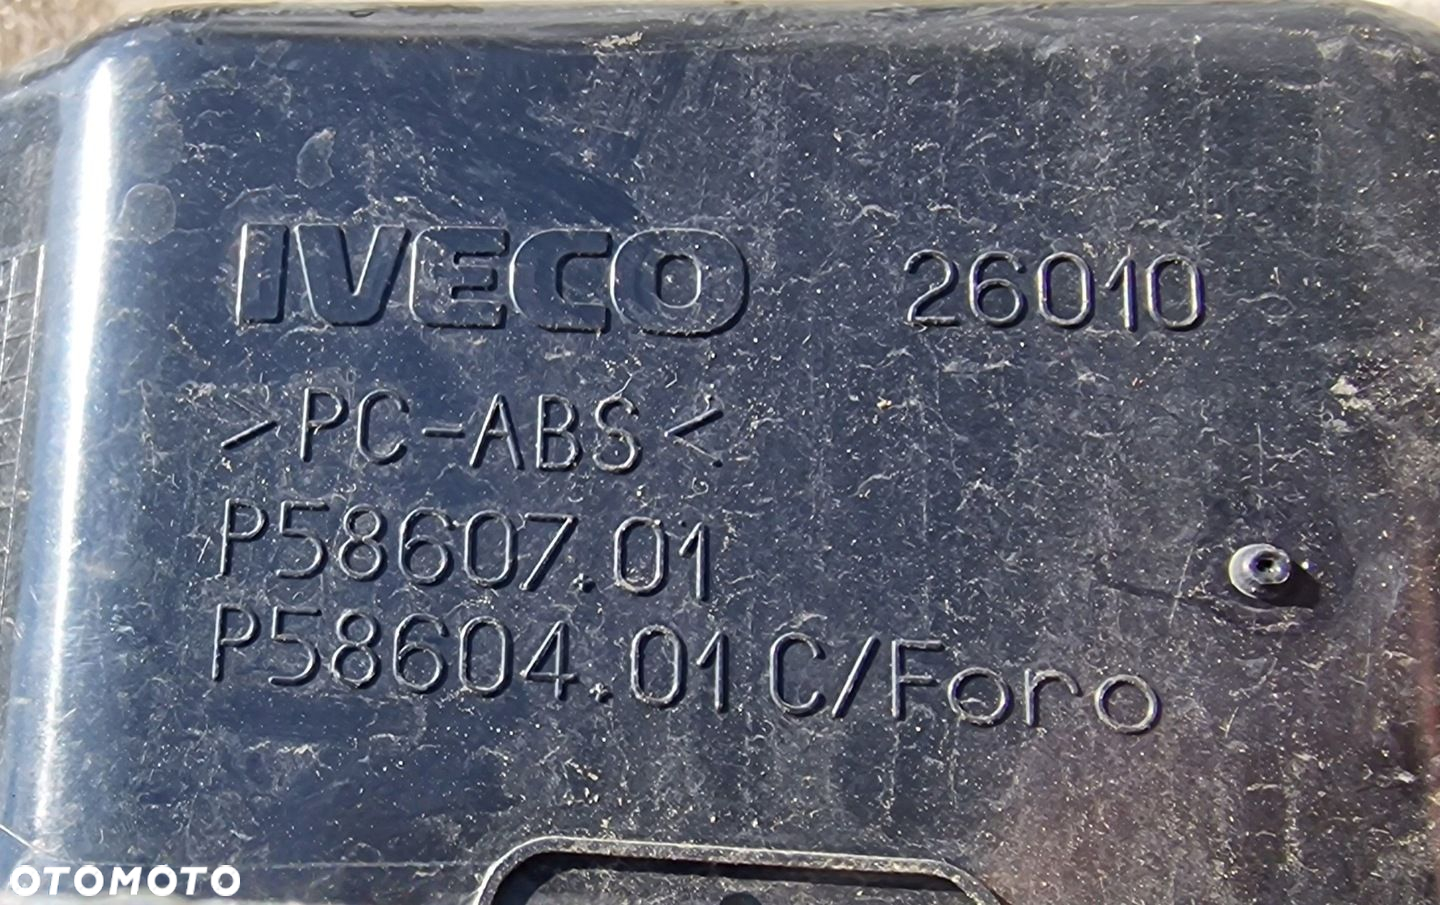 IVECO 26010
>PC-ABS<
P58607.01
P58604.01 C/Foro
OTOMOTO